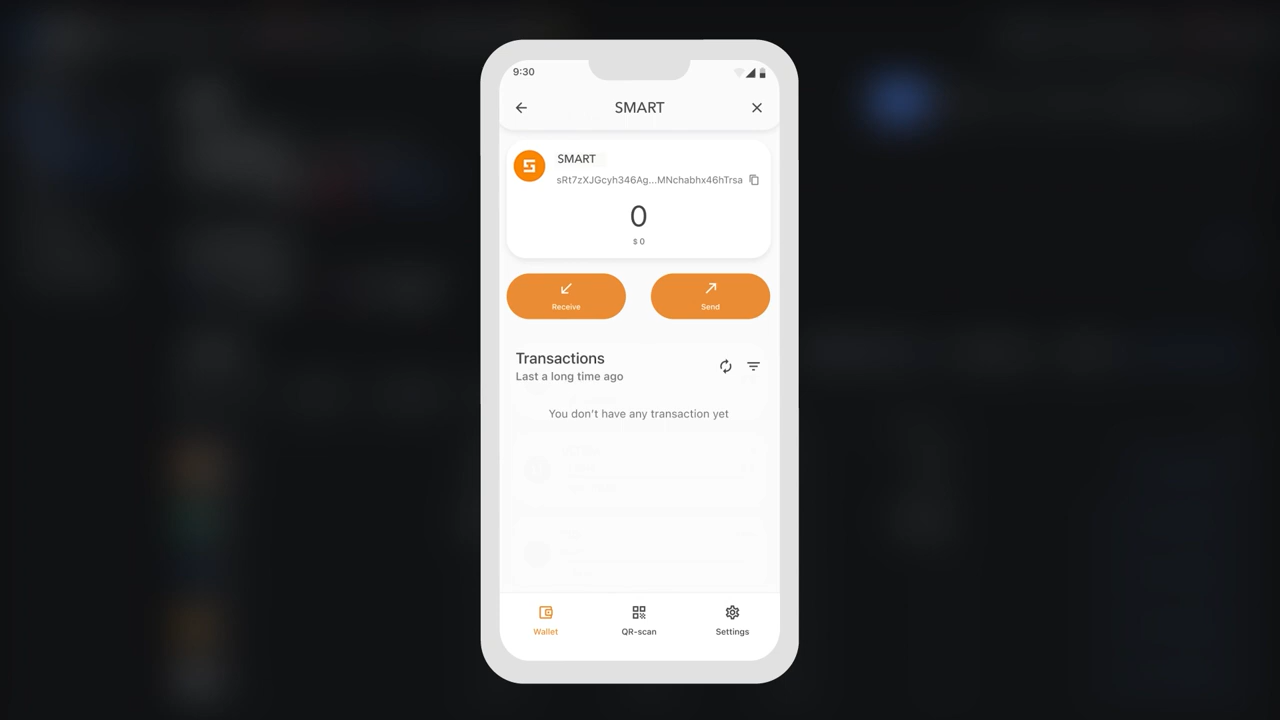 9:30
SMART
SMART
sRt7zXJGcyh346Ag...MNchabhx46hTrsa
0
$ 0
Receive
Send
Transactions
Last a long time ago
You don't have any transaction yet
Wallet
QR-scan
Settings